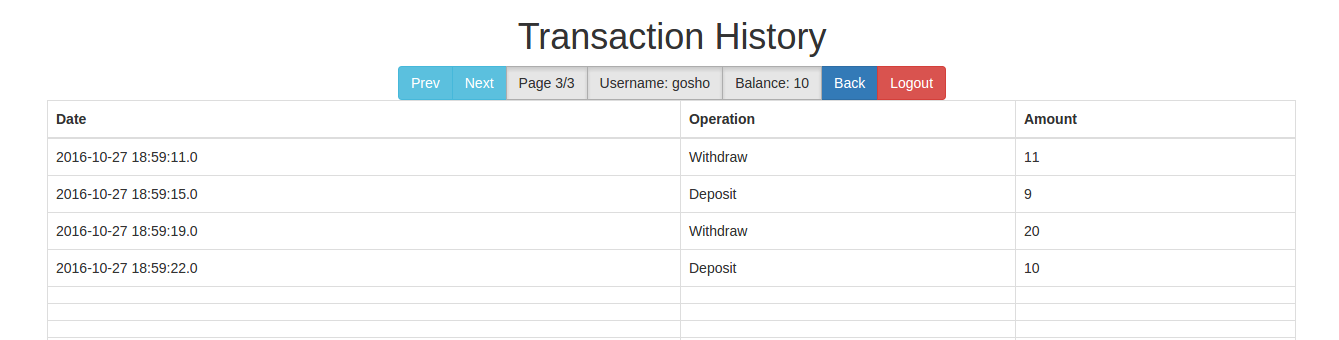 Transaction History
Prev Next Page 3/3 Username: gosho Balance: 10 Back Logout
Date Operation Amount
2016-10-27 18:59:11.0 Withdraw 11
2016-10-27 18:59:15.0 Deposit 9
2016-10-27 18:59:19.0 Withdraw 20
2016-10-27 18:59:22.0 Deposit 10